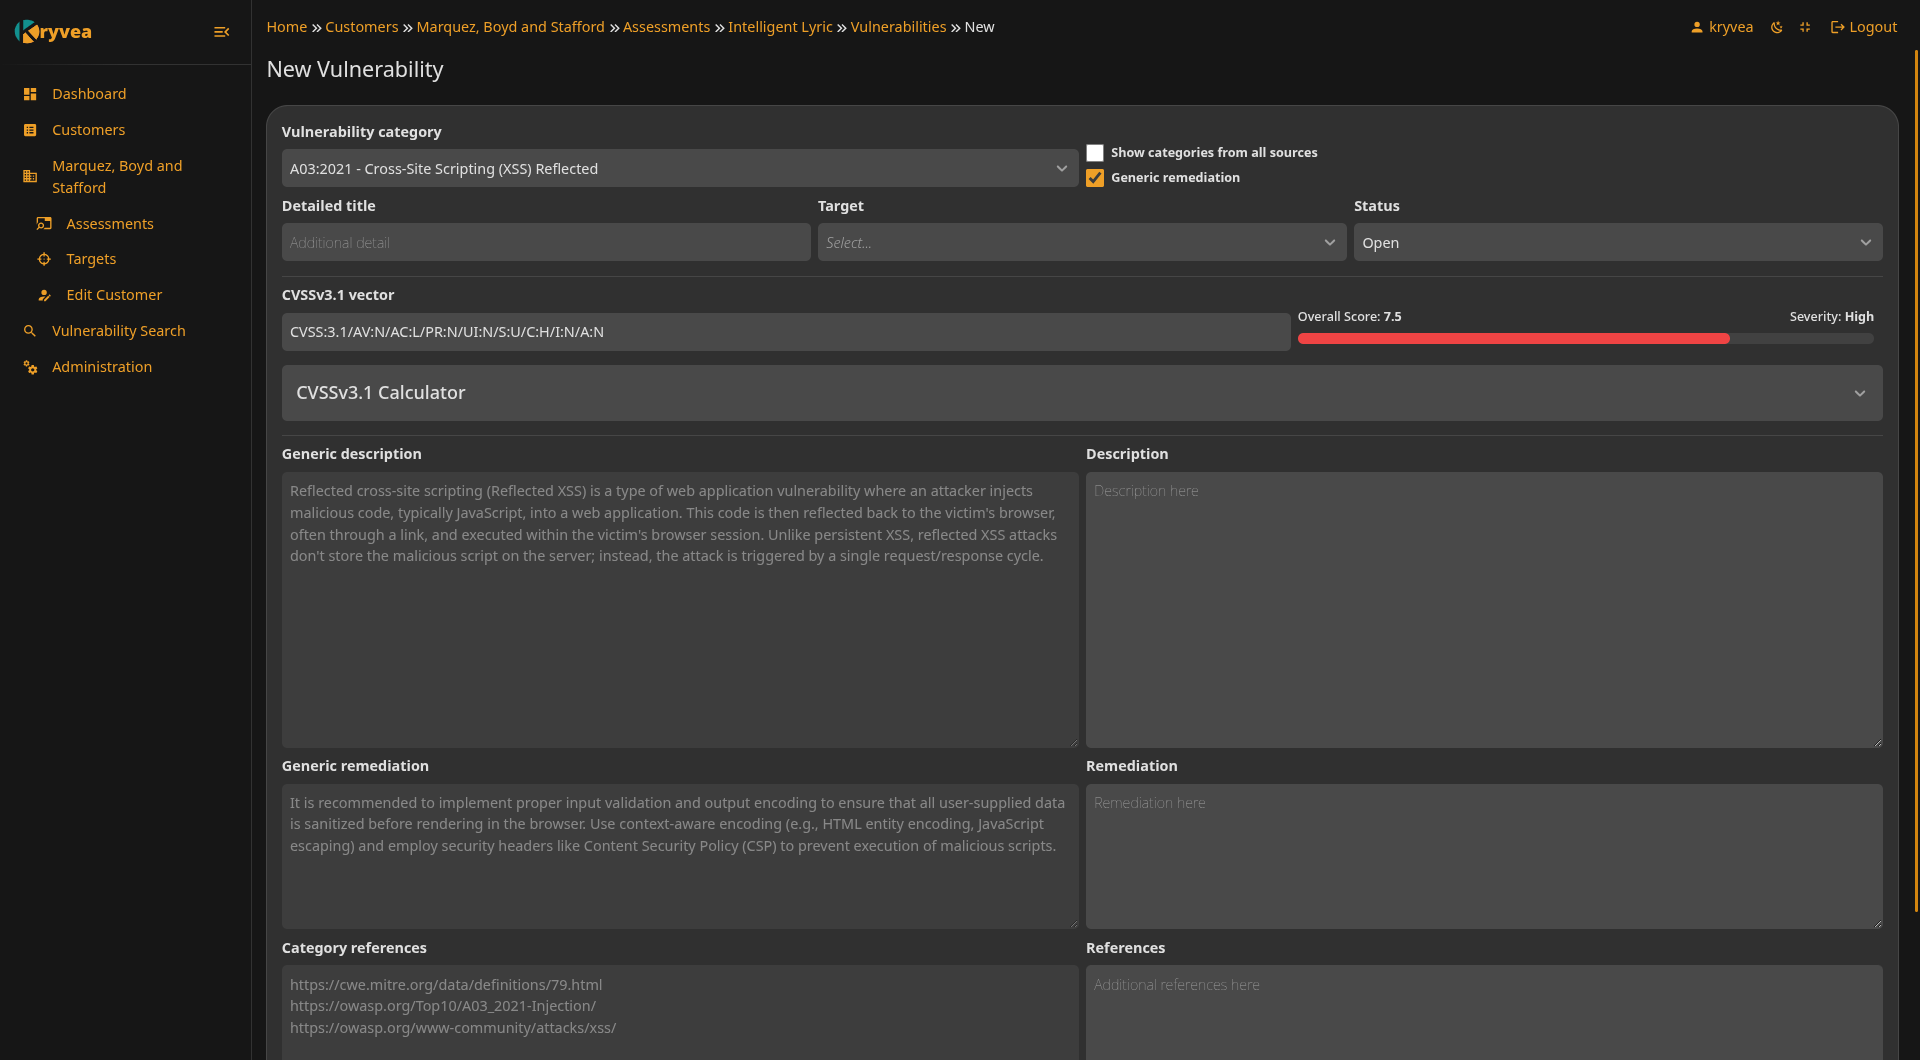 Kryvea
Dashboard
Customers
Marquez, Boyd and
Stafford
Assessments
Targets
Edit Customer
Vulnerability Search
Administration
Home » Customers » Marquez, Boyd and Stafford » Assessments » Intelligent Lyric » Vulnerabilities » New
kryvea
Logout
New Vulnerability
Vulnerability category
A03:2021 - Cross-Site Scripting (XSS) Reflected
Show categories from all sources
Generic remediation
Detailed title
Additional detail
Target
Select...
Status
Open
CVSSv3.1 vector
CVSS:3.1/AV:N/AC:L/PR:N/UI:N/S:U/C:H/I:N/A:N
Overall Score: 7.5
Severity: High
CVSSv3.1 Calculator
Generic description
Reflected cross-site scripting (Reflected XSS) is a type of web application vulnerability where an attacker injects
malicious code, typically JavaScript, into a web application. This code is then reflected back to the victim's browser,
often through a link, and executed within the victim's browser session. Unlike persistent XSS, reflected XSS attacks
don't store the malicious script on the server; instead, the attack is triggered by a single request/response cycle.
Description
Description here
Generic remediation
It is recommended to implement proper input validation and output encoding to ensure that all user-supplied data
is sanitized before rendering in the browser. Use context-aware encoding (e.g., HTML entity encoding, JavaScript
escaping) and employ security headers like Content Security Policy (CSP) to prevent execution of malicious scripts.
Remediation
Remediation here
Category references
https://cwe.mitre.org/data/definitions/79.html
https://owasp.org/Top10/A03_2021-Injection/
https://owasp.org/www-community/attacks/xss/
References
Additional references here